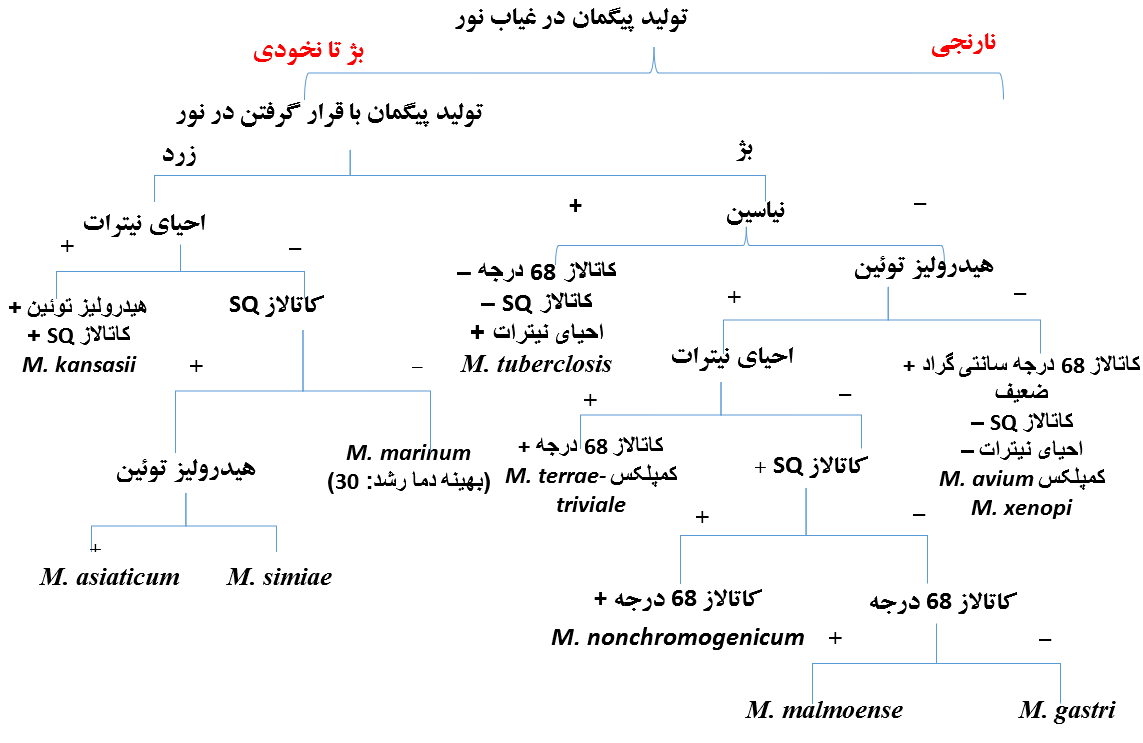 تولید پیگمان در غیاب نور
نارنجی
بژ تا نخودی
تولید پیگمان با قرار گرفتن در نور
بژ
زرد
نیاسین
–
+
احیای نیترات
+
–
هیدرولیز توئین
+
–
کاتالاز 68 درجه –
کاتالاز SQ –
احیای نیترات +
M. tuberclosis
کاتالاز SQ
+
–
هیدرولیز توئین +
کاتالاز SQ +
M. kansasii
احیای نیترات
+
–
کاتالاز 68 درجه سانتی گراد +
ضعیف
کاتالاز SQ –
احیای نیترات –
کمپلکس M. avium
M. xenopi
کاتالاز 68 درجه +
کمپلکس M. terrae-
triviale
کاتالاز SQ +
+
–
M. marinum
(بهینه دما رشد: 30)
هیدرولیز توئین
+
M. asiaticum
M. simiae
کاتالاز 68 درجه +
M. nonchromogenicum
کاتالاز 68 درجه
+
–
M. malmoense
M. gastri